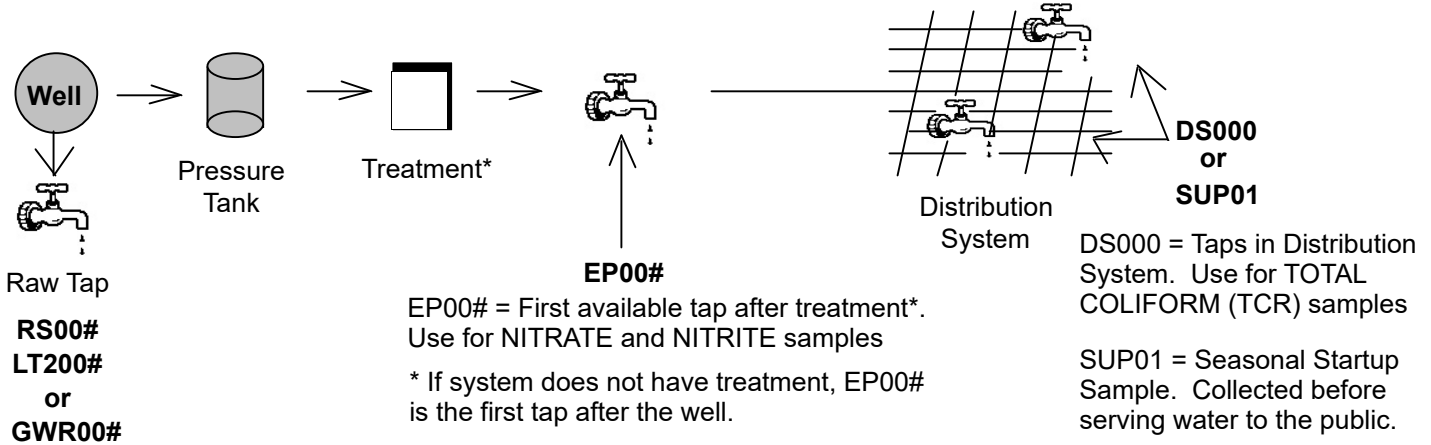 Well
Pressure
Tank
Treatment*
Raw Tap
RS00#
LT200#
or
GWR00#
EP00#
EP00# = First available tap after treatment*.
Use for NITRATE and NITRITE samples
* If system does not have treatment, EP00#
is the first tap after the well.
Distribution
System
DS000
or
SUP01
DS000 = Taps in Distribution
System. Use for TOTAL
COLIFORM (TCR) samples
SUP01 = Seasonal Startup
Sample. Collected before
serving water to the public.